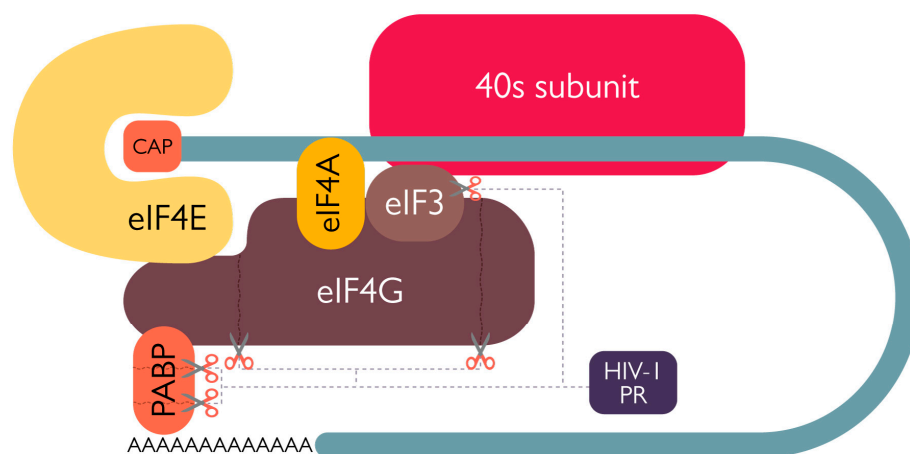 40s subunit
CAP
eIF4A
eIF3
eIF4E
eIF4G
PABP
HIV-1
PR
AAAAAAAAAAAAA